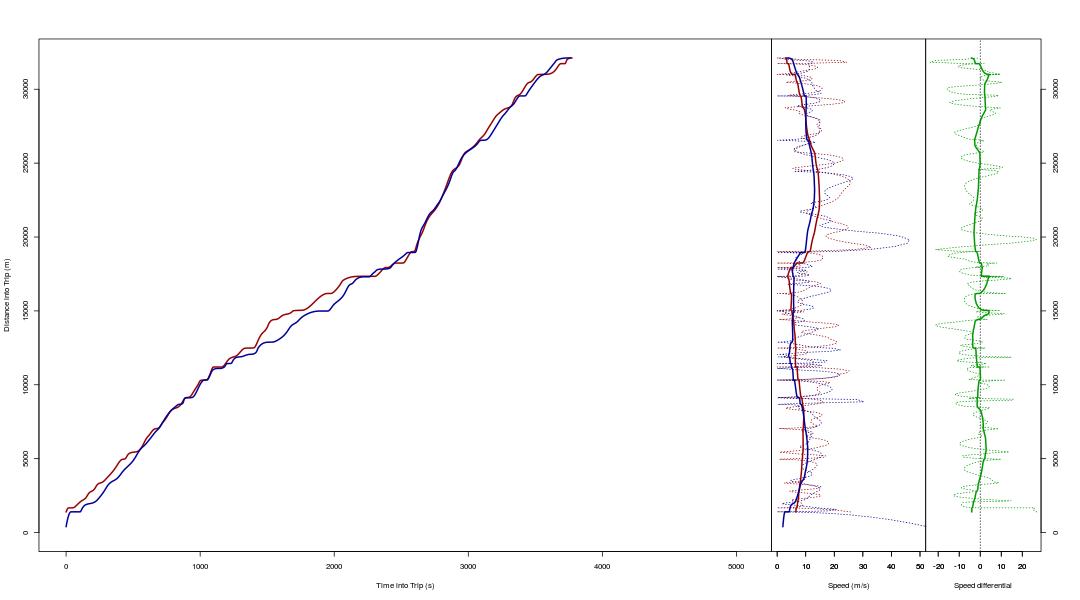 Distance Into Trip (m)
0 5000 10000 15000 20000 25000 30000
0 1000 2000 3000 4000 5000
Time Into Trip (s)
0 10 20 30 40 50
Speed (m/s)
-20 -10 0 10 20
Speed differential
0 5000 10000 15000 20000 25000 30000